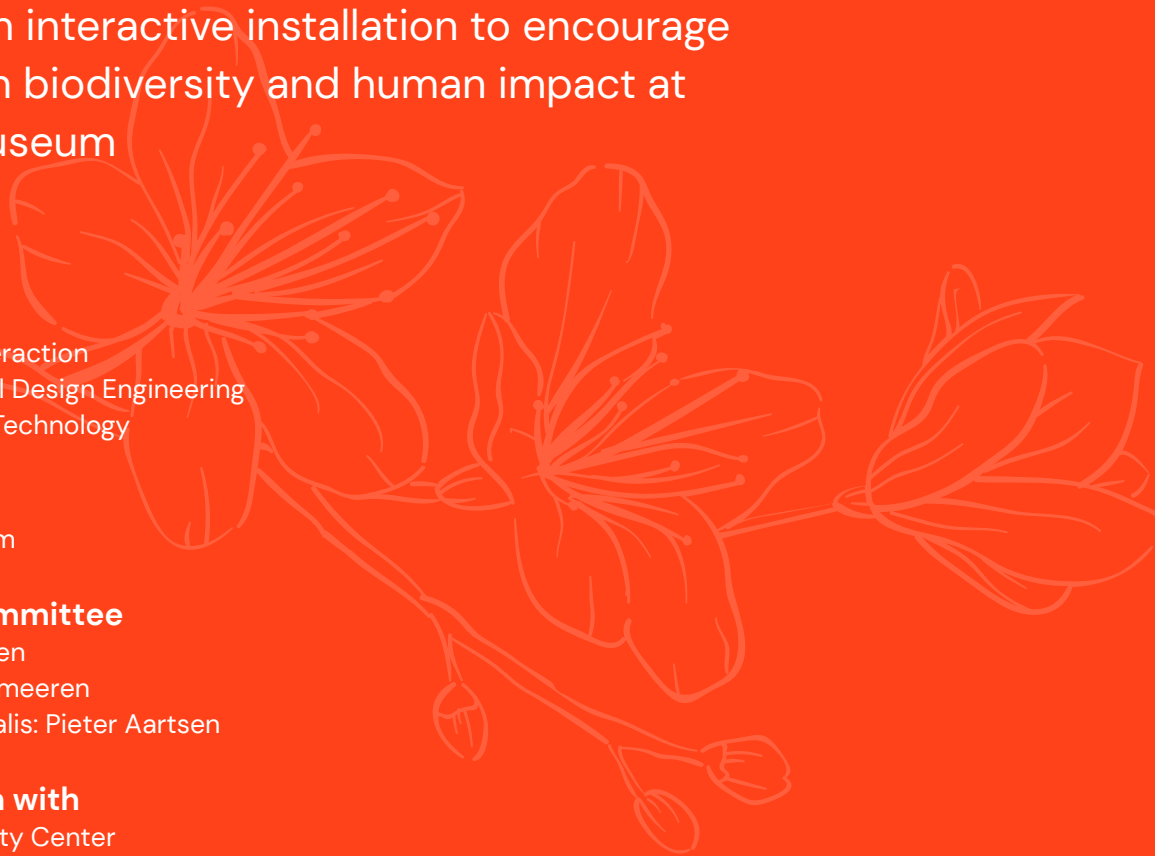 n interactive installation to encourage
n biodiversity and human impact at
useum
eraction
l Design Engineering
Technology
m
mmittee
en
meeren
alis: Pieter Aartsen
n with
ty Center